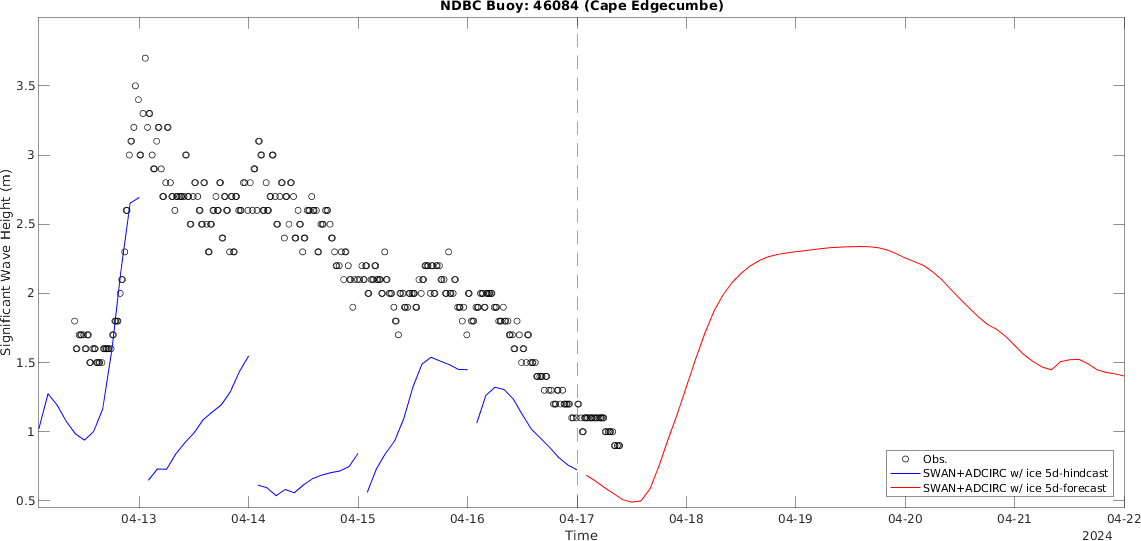 NDBC Buoy: 46084 (Cape Edgecumbe)
Significant Wave Height (m)
3.5
3
2.5
2
1.5
1
0.5
Obs.
SWAN+ADCIRC w/ ice 5d-hindcast
SWAN+ADCIRC w/ ice 5d-forecast
04-13 04-14 04-15 04-16 04-17 04-18 04-19 04-20 04-21 04-22
Time
2024